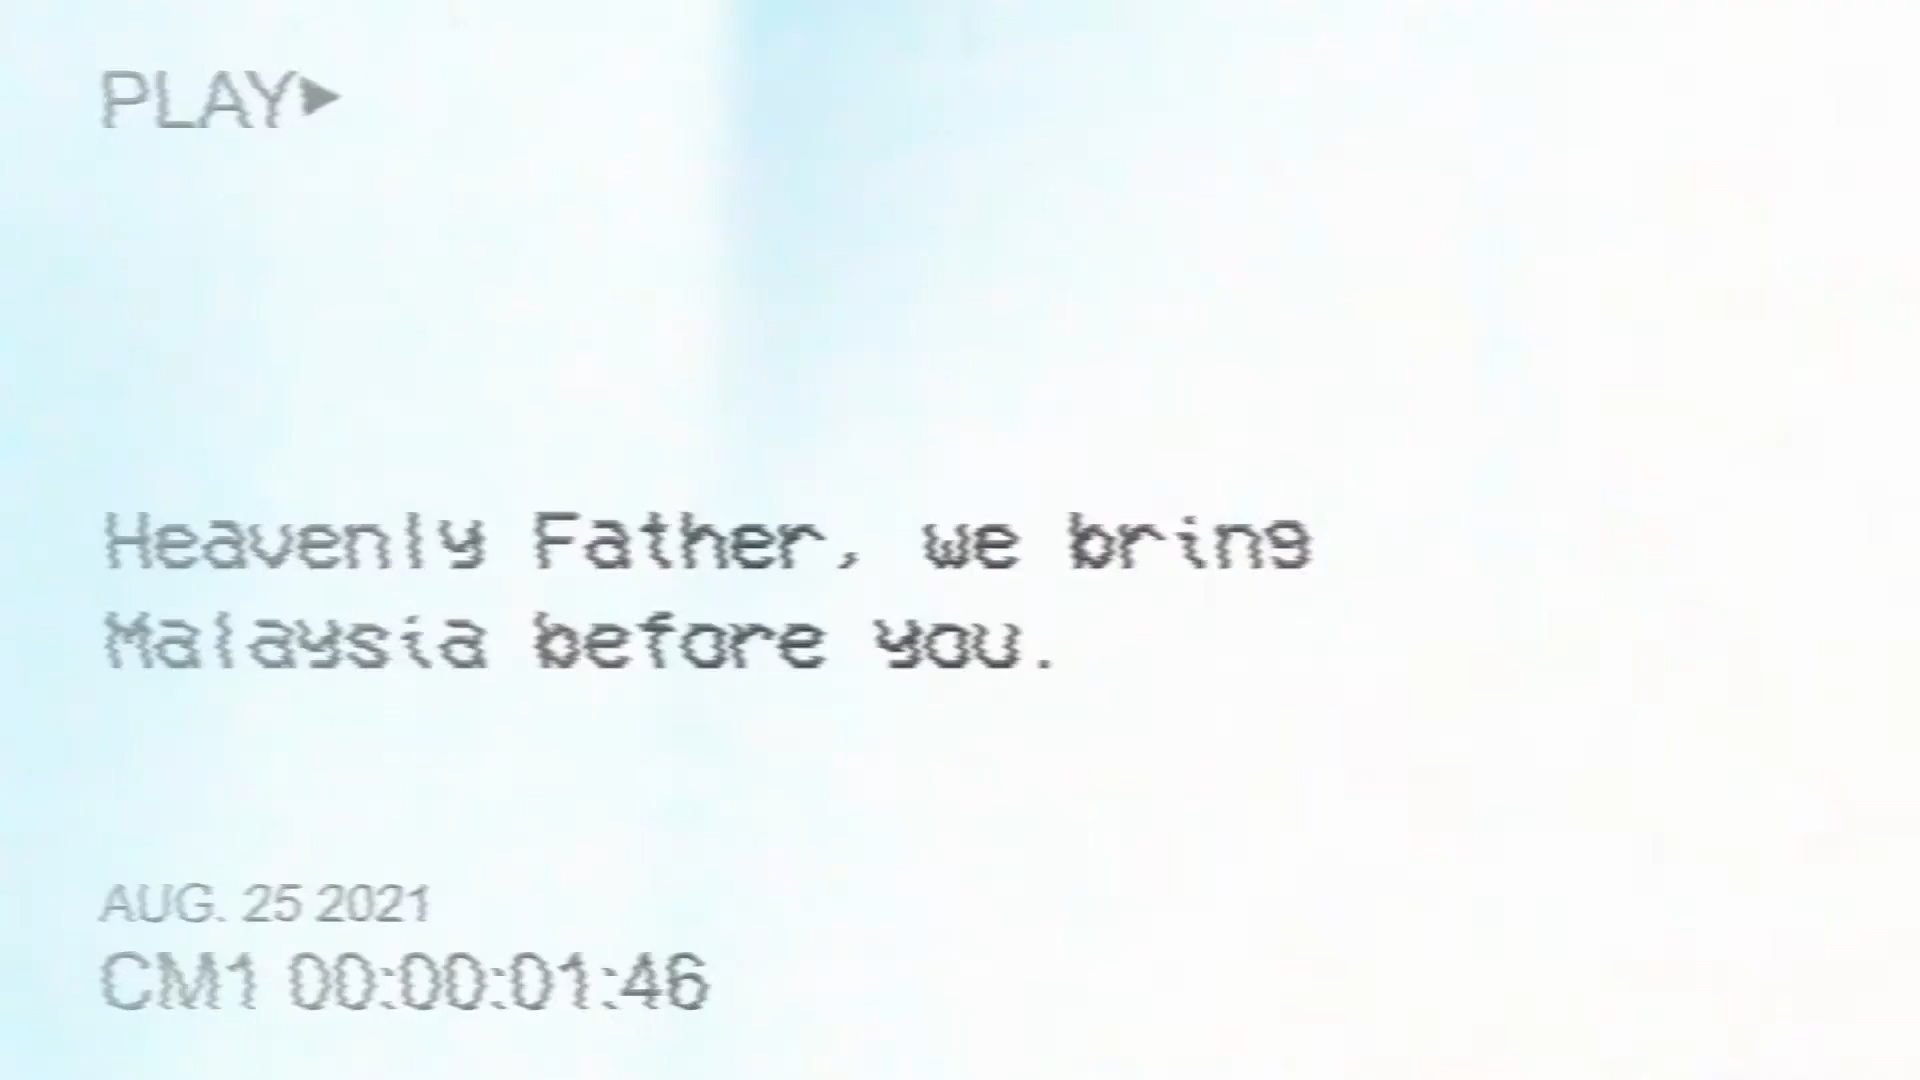 PLAY▶
Heavenly Father, we bring
Malaysia before you.
AUG. 25 2021
CM1 00:00:01:46